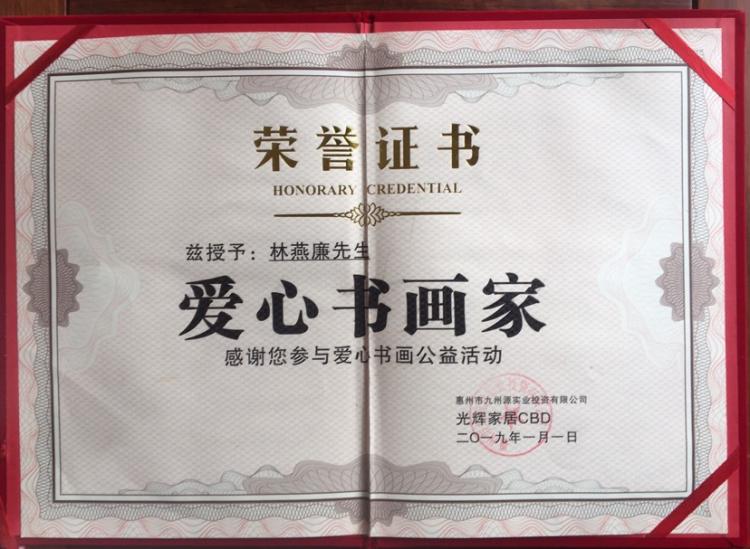 荣誉证书
HONORARY CREDENTIAL
兹授予：林燕廉先生
爱心书画家
感谢您参与爱心书画公益活动
惠州市九州源实业投资有限公司
光辉家居CBD
二〇一九年一月一日